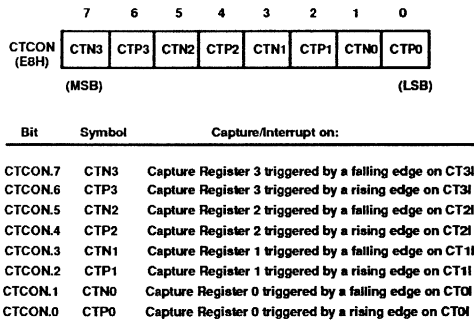 7 6 5 4 3 2 1 0
CTCON (E8H) CTN3 CTP3 CTN2 CTP2 CTN1 CTP1 CTN0 CTP0
(MSB) (LSB)
Bit Symbol Capture/Interrupt on:
CTCON.7 CTN3 Capture Register 3 triggered by a falling edge on CT3I
CTCON.6 CTP3 Capture Register 3 triggered by a rising edge on CT3I
CTCON.5 CTN2 Capture Register 2 triggered by a falling edge on CT2I
CTCON.4 CTP2 Capture Register 2 triggered by a rising edge on CT2I
CTCON.3 CTN1 Capture Register 1 triggered by a falling edge on CT1I
CTCON.2 CTP1 Capture Register 1 triggered by a rising edge on CT1I
CTCON.1 CTN0 Capture Register 0 triggered by a falling edge on CT0I
CTCON.0 CTP0 Capture Register 0 triggered by a rising edge on CT0I